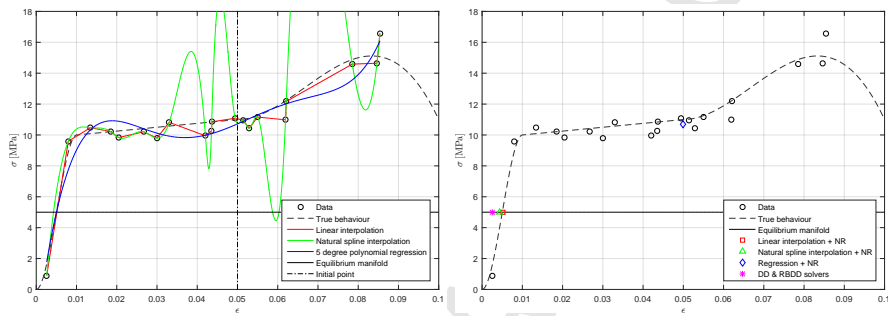 18
16
14
12
10
8
6
4
2
0
σ [MPa]
0
0.01
0.02
0.03
0.04
0.05
0.06
0.07
0.08
0.09
0.1
ϵ
Data
True behaviour
Linear interpolation
Natural spline interpolation
5 degree polynomial regression
Equilibrium manifold
Initial point
18
16
14
12
10
8
6
4
2
0
σ [MPa]
0
0.01
0.02
0.03
0.04
0.05
0.06
0.07
0.08
0.09
0.1
ϵ
Data
True behaviour
Equilibrium manifold
Linear interpolation + NR
Natural spline interpolation + NR
Regression + NR
DD & RBDD solvers